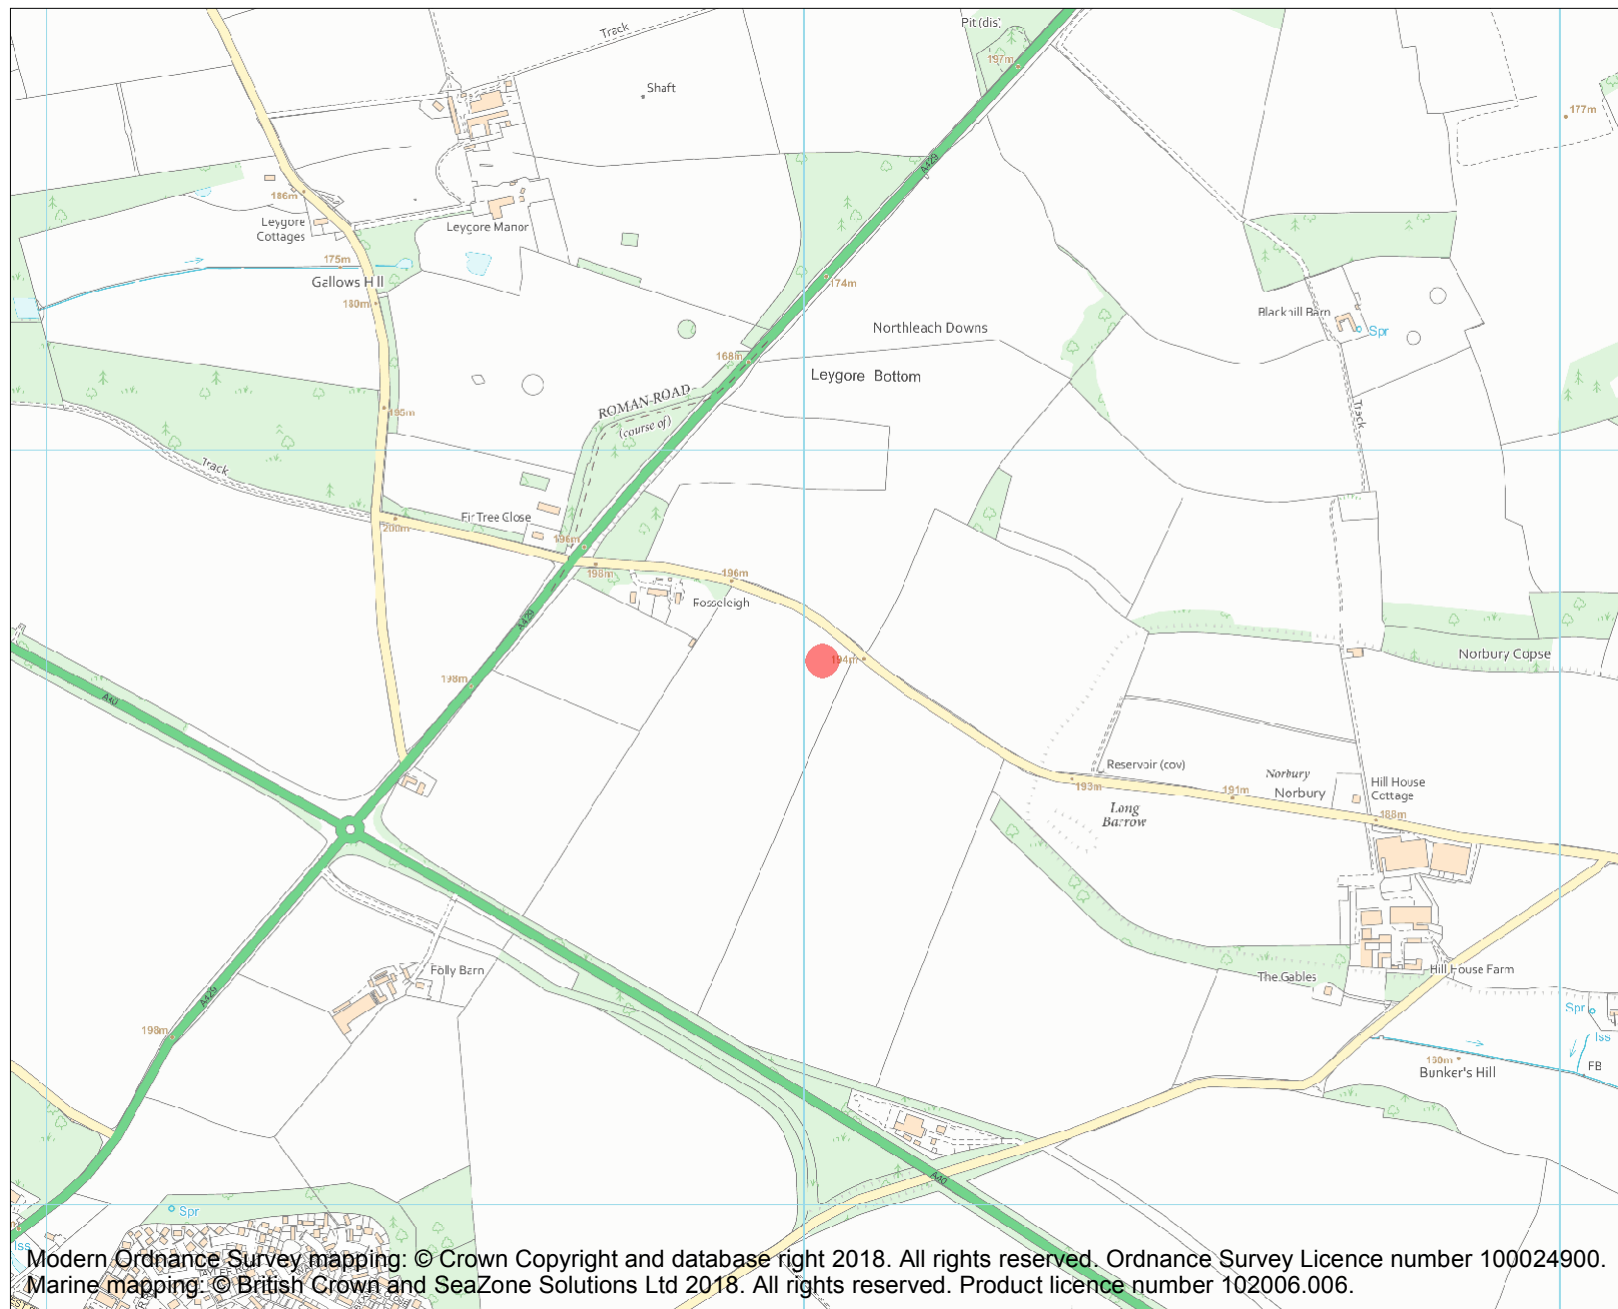 Pit (dis)
Track
197m
Shaft
177m
A429
186m
Leygore
Cottages
Leygore Manor
175m
Gallows Hill
180m
174m
Northleach Downs
Blackhill Barn
Spr
168m
Leygore Bottom
ROMAN ROAD
(course of)
195m
Track
Track
Fir Tree Close
200m
196m
198m
196m
Fosseleigh
A429
194m
Norbury Copse
198m
A40
Reservoir (cov)
Norbury
Norbury
Hill House
Cottage
193m
191m
188m
Long
Barrow
Folly Barn
The Gables
Hill House Farm
A429
198m
Spr
Iss
150m
Bunker's Hill
FB
A40
Spr
Iss
Modern Ordnance Survey mapping: © Crown Copyright and database right 2018. All rights reserved. Ordnance Survey Licence number 100024900.
Marine mapping: © British Crown and SeaZone Solutions Ltd 2018. All rights reserved. Product licence number 102006.006.